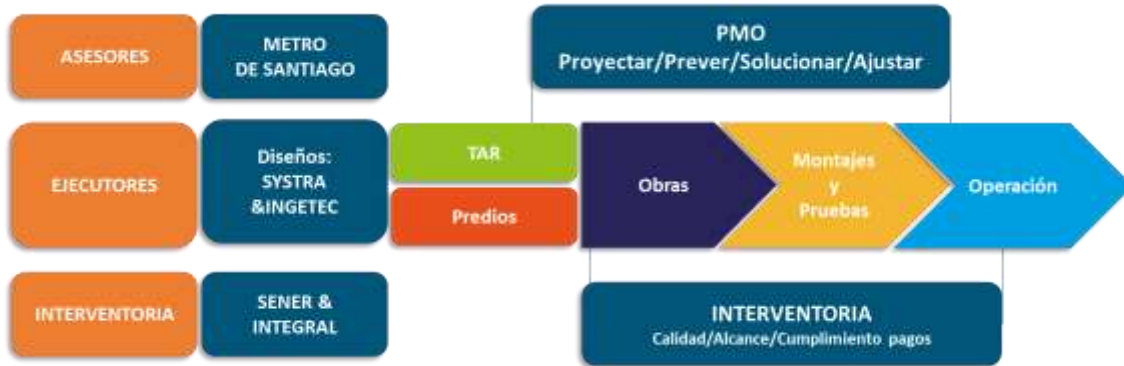 ASESORES
METRO
DE SANTIAGO
PMO
Proyectar/Prever/Solucionar/Ajustar
EJECUTORES
Diseños:
SYSTRA
&INGETEC
TAR
Predios
Obras
Montajes
y
Pruebas
Operación
INTERVENTORIA
SENER &
INTEGRAL
INTERVENTORIA
Calidad/Alcance/Cumplimiento pagos